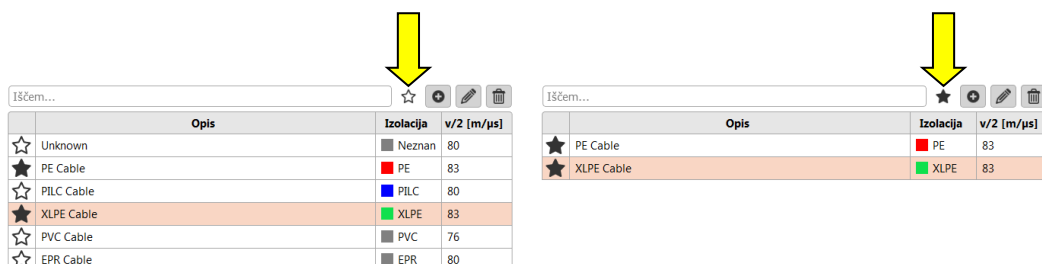 Iščem...
Opis Izolacija v/2 [m/µs]
Unknown Neznan 80
PE Cable PE 83
PILC Cable PILC 80
XLPE Cable XLPE 83
PVC Cable PVC 76
EPR Cable EPR 80
Iščem...
Opis Izolacija v/2 [m/µs]
PE Cable PE 83
XLPE Cable XLPE 83